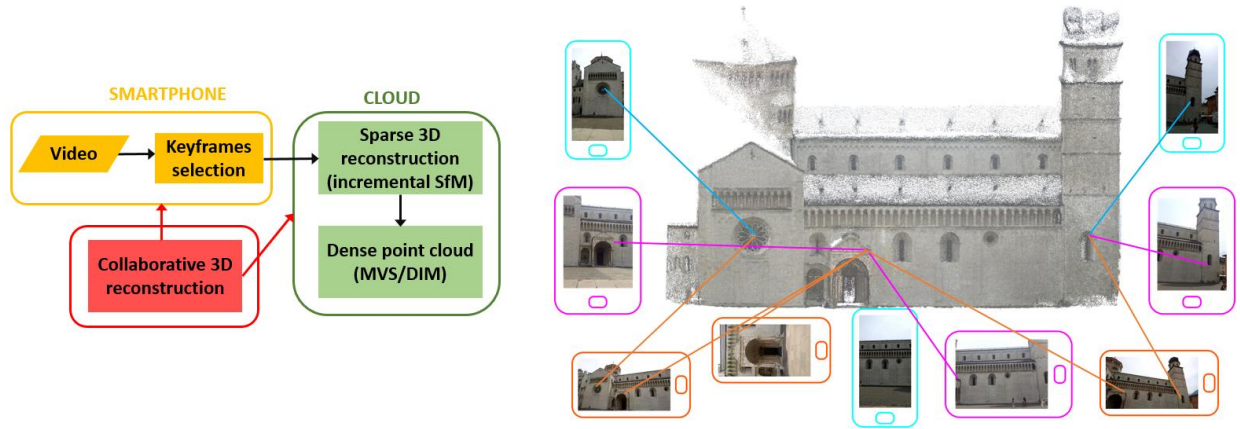 SMARTPHONE
CLOUD
Video
Keyframes
selection
Sparse 3D
reconstruction
(incremental SfM)
Collaborative 3D
reconstruction
Dense point cloud
(MVS/DIM)